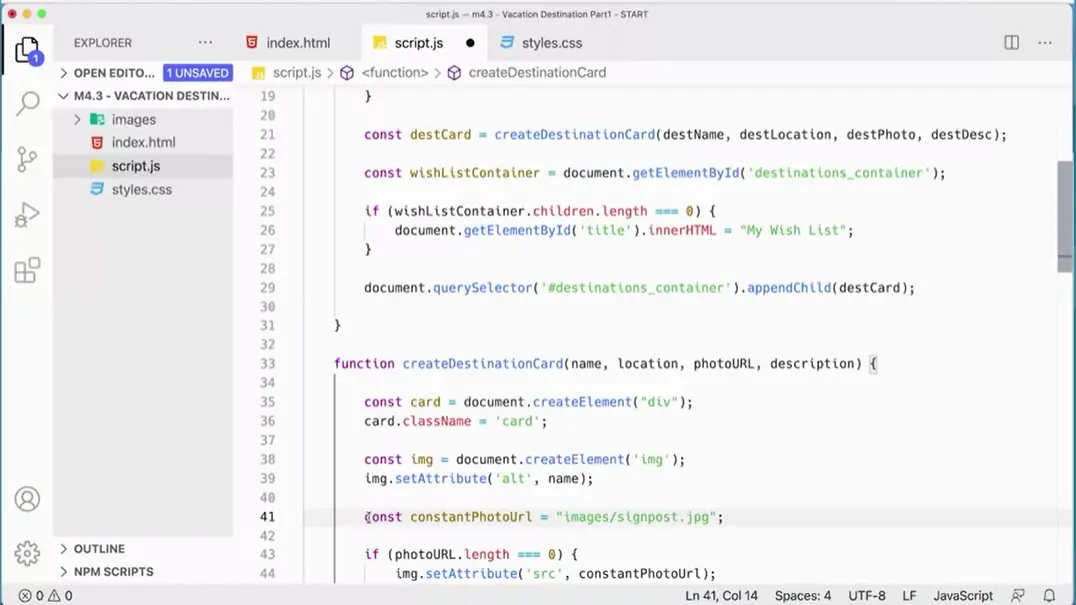 script.js — m4.3 - Vacation Destination Part1 - START
EXPLORER
index.html
script.js
styles.css
OPEN EDITO... 1 UNSAVED
script.js > <function> > createDestinationCard
M4.3 - VACATION DESTIN...
images
index.html
script.js
styles.css
19 }
20
21 const destCard = createDestinationCard(destName, destLocation, destPhoto, destDesc);
22
23 const wishListContainer = document.getElementById('destinations_container');
24
25 if (wishListContainer.children.length === 0) {
26 document.getElementById('title').innerHTML = "My Wish List";
27 }
28
29 document.querySelector('#destinations_container').appendChild(destCard);
30
31 }
32
33 function createDestinationCard(name, location, photoURL, description) {
34
35 const card = document.createElement("div");
36 card.className = 'card';
37
38 const img = document.createElement('img');
39 img.setAttribute('alt', name);
40
41 const constantPhotoUrl = "images/signpost.jpg";
42
43 if (photoURL.length === 0) {
44 img.setAttribute('src', constantPhotoUrl);
1
OUTLINE
NPM SCRIPTS
0 0
Ln 41, Col 14
Spaces: 4
UTF-8
LF
JavaScript